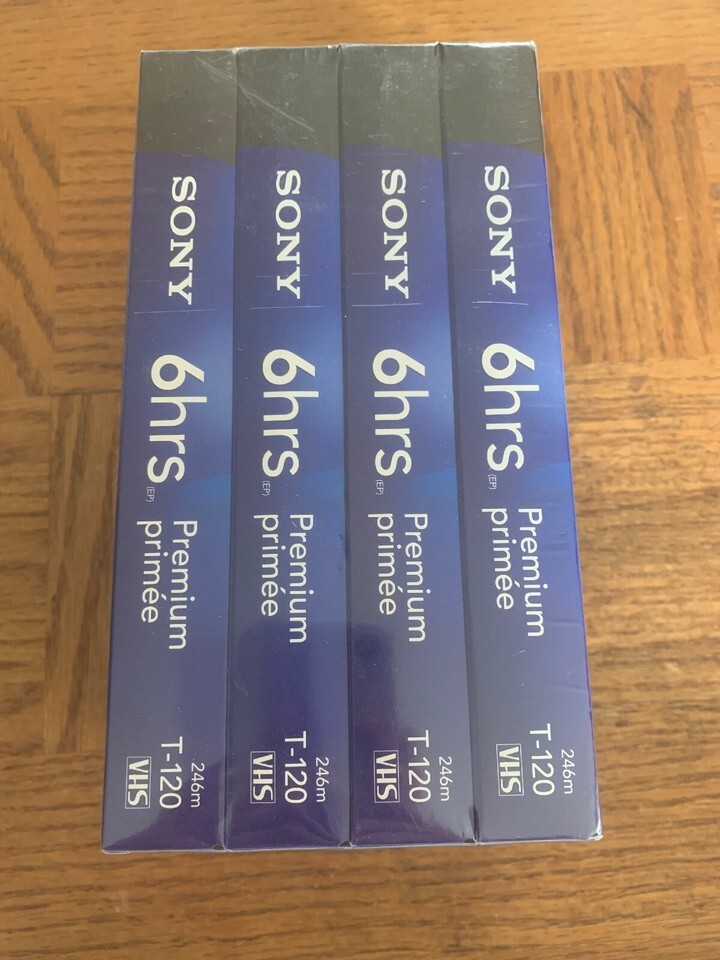 SONY
6hrs
(EP)
Premium
primée
246m
T-120
VHS
SONY
6hrs
(EP)
Premium
primée
246m
T-120
VHS
SONY
6hrs
(EP)
Premium
primée
246m
T-120
VHS
SONY
6hrs
(EP)
Premium
primée
246m
T-120
VHS